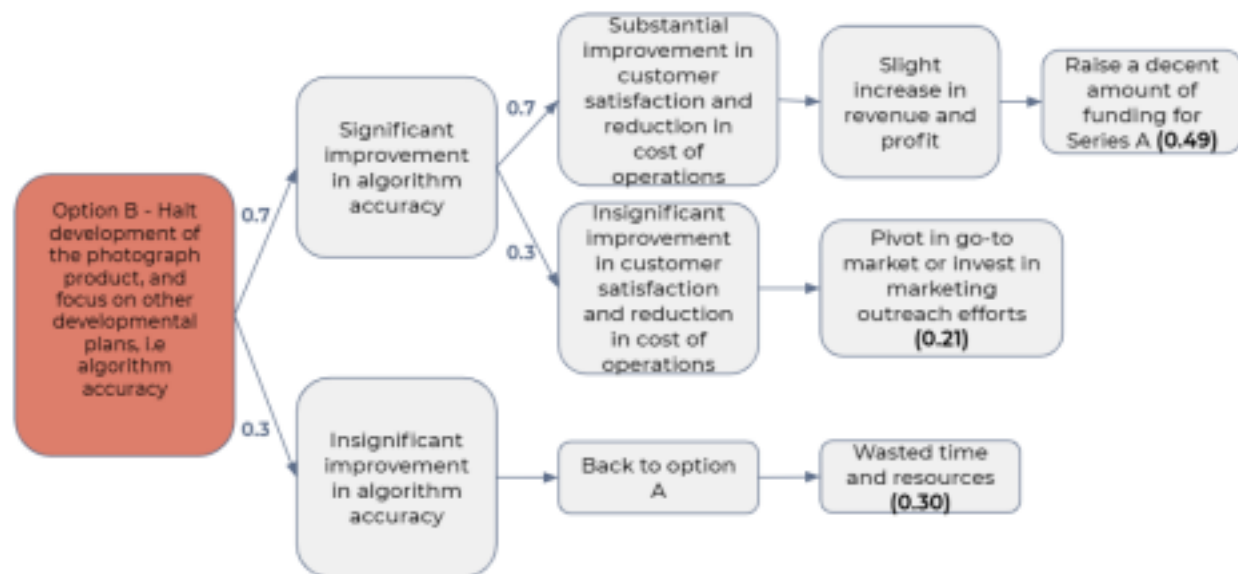 Option B - Halt
development of
the photograph
product, and
focus on other
developmental
plans, i.e
algorithm
accuracy
0.7
0.3
Significant
improvement
in algorithm
accuracy
0.7
0.3
Substantial
improvement in
customer
satisfaction and
reduction in
cost of
operations
Slight
increase in
revenue and
profit
Raise a decent
amount of
funding for
Series A (0.49)
Insignificant
improvement
in customer
satisfaction
and reduction
in cost of
operations
Pivot in go-to
market or invest in
marketing
outreach efforts
(0.21)
Insignificant
improvement
in algorithm
accuracy
Back to option
A
Wasted time
and resources
(0.30)